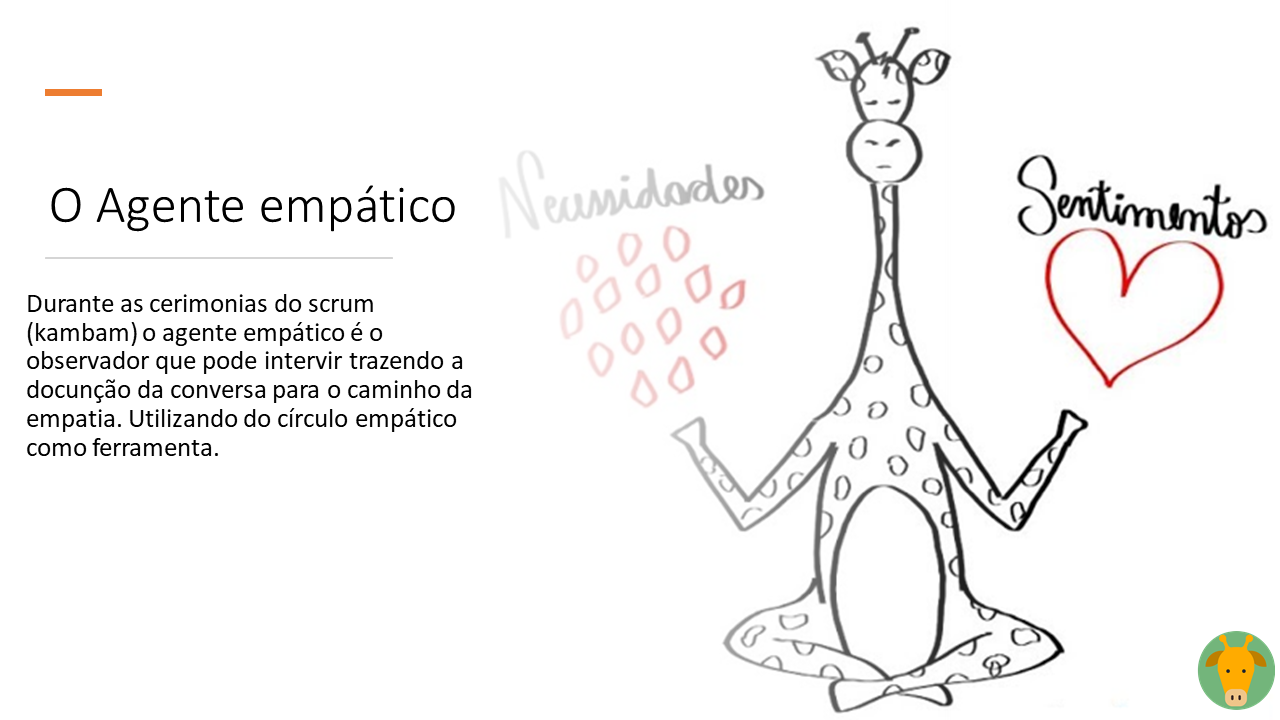 O Agente empático
Durante as cerimonias do scrum
(kambam) o agente empático é o
observador que pode intervir trazendo a
docunção da conversa para o caminho da
empatia. Utilizando do círculo empático
como ferramenta.
Necessidades
Sentimentos